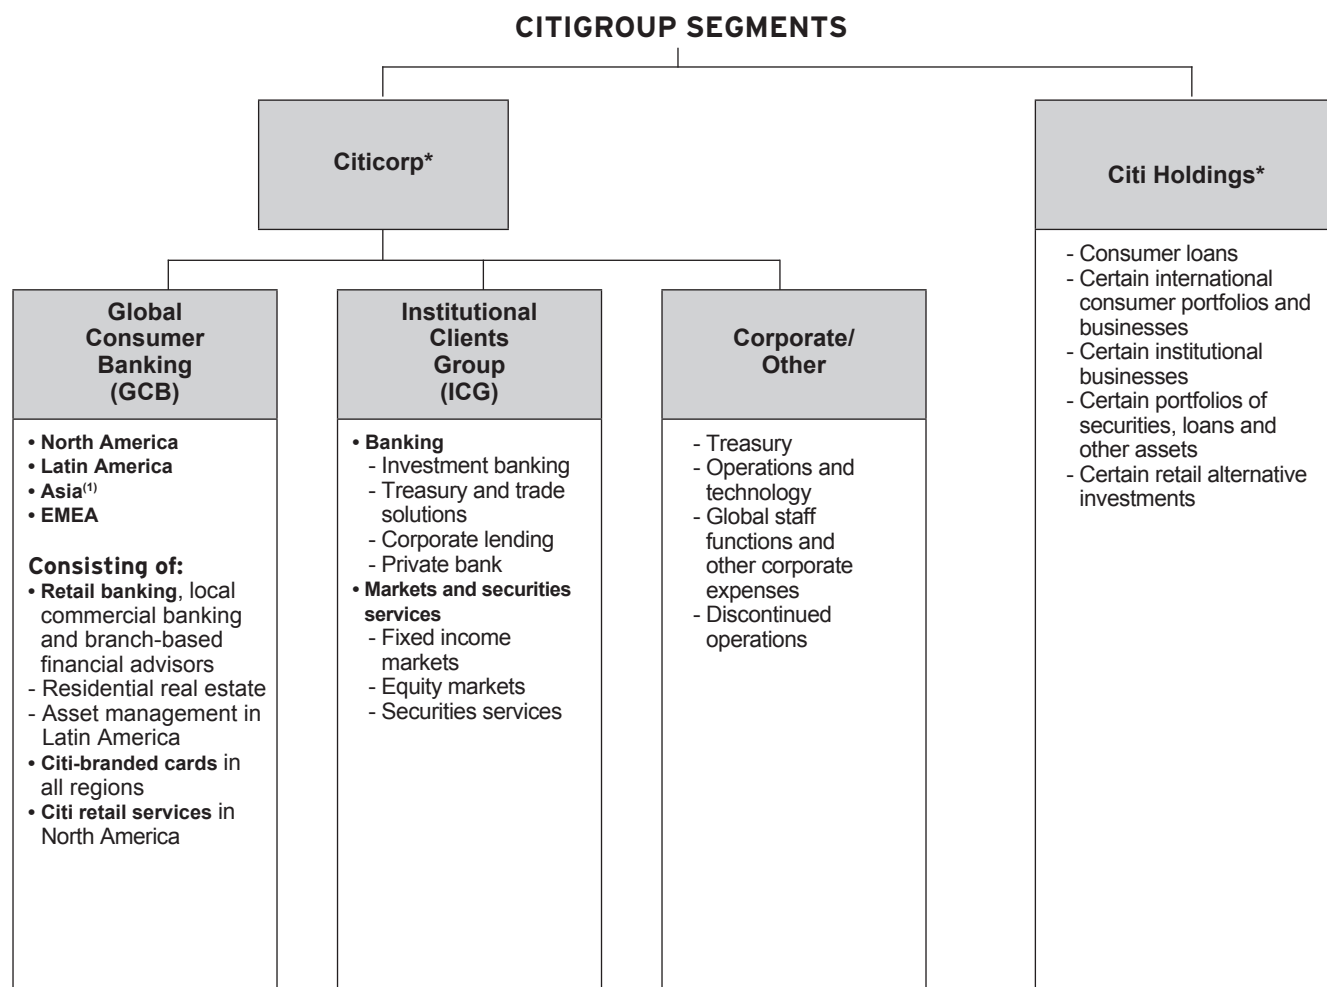 CITIGROUP SEGMENTS
Citicorp*
Citi Holdings*
- Consumer loans
- Certain international
consumer portfolios and
businesses
- Certain institutional
businesses
- Certain portfolios of
securities, loans and
other assets
- Certain retail alternative
investments
Global
Consumer
Banking
(GCB)
• North America
• Latin America
• Asia(1)
• EMEA
Consisting of:
• Retail banking, local
commercial banking
and branch-based
financial advisors
- Residential real estate
- Asset management in
Latin America
• Citi-branded cards in
all regions
• Citi retail services in
North America
Institutional
Clients
Group
(ICG)
• Banking
- Investment banking
- Treasury and trade
solutions
- Corporate lending
- Private bank
• Markets and securities
services
- Fixed income
markets
- Equity markets
- Securities services
Corporate/
Other
- Treasury
- Operations and
technology
- Global staff
functions and
other corporate
expenses
- Discontinued
operations